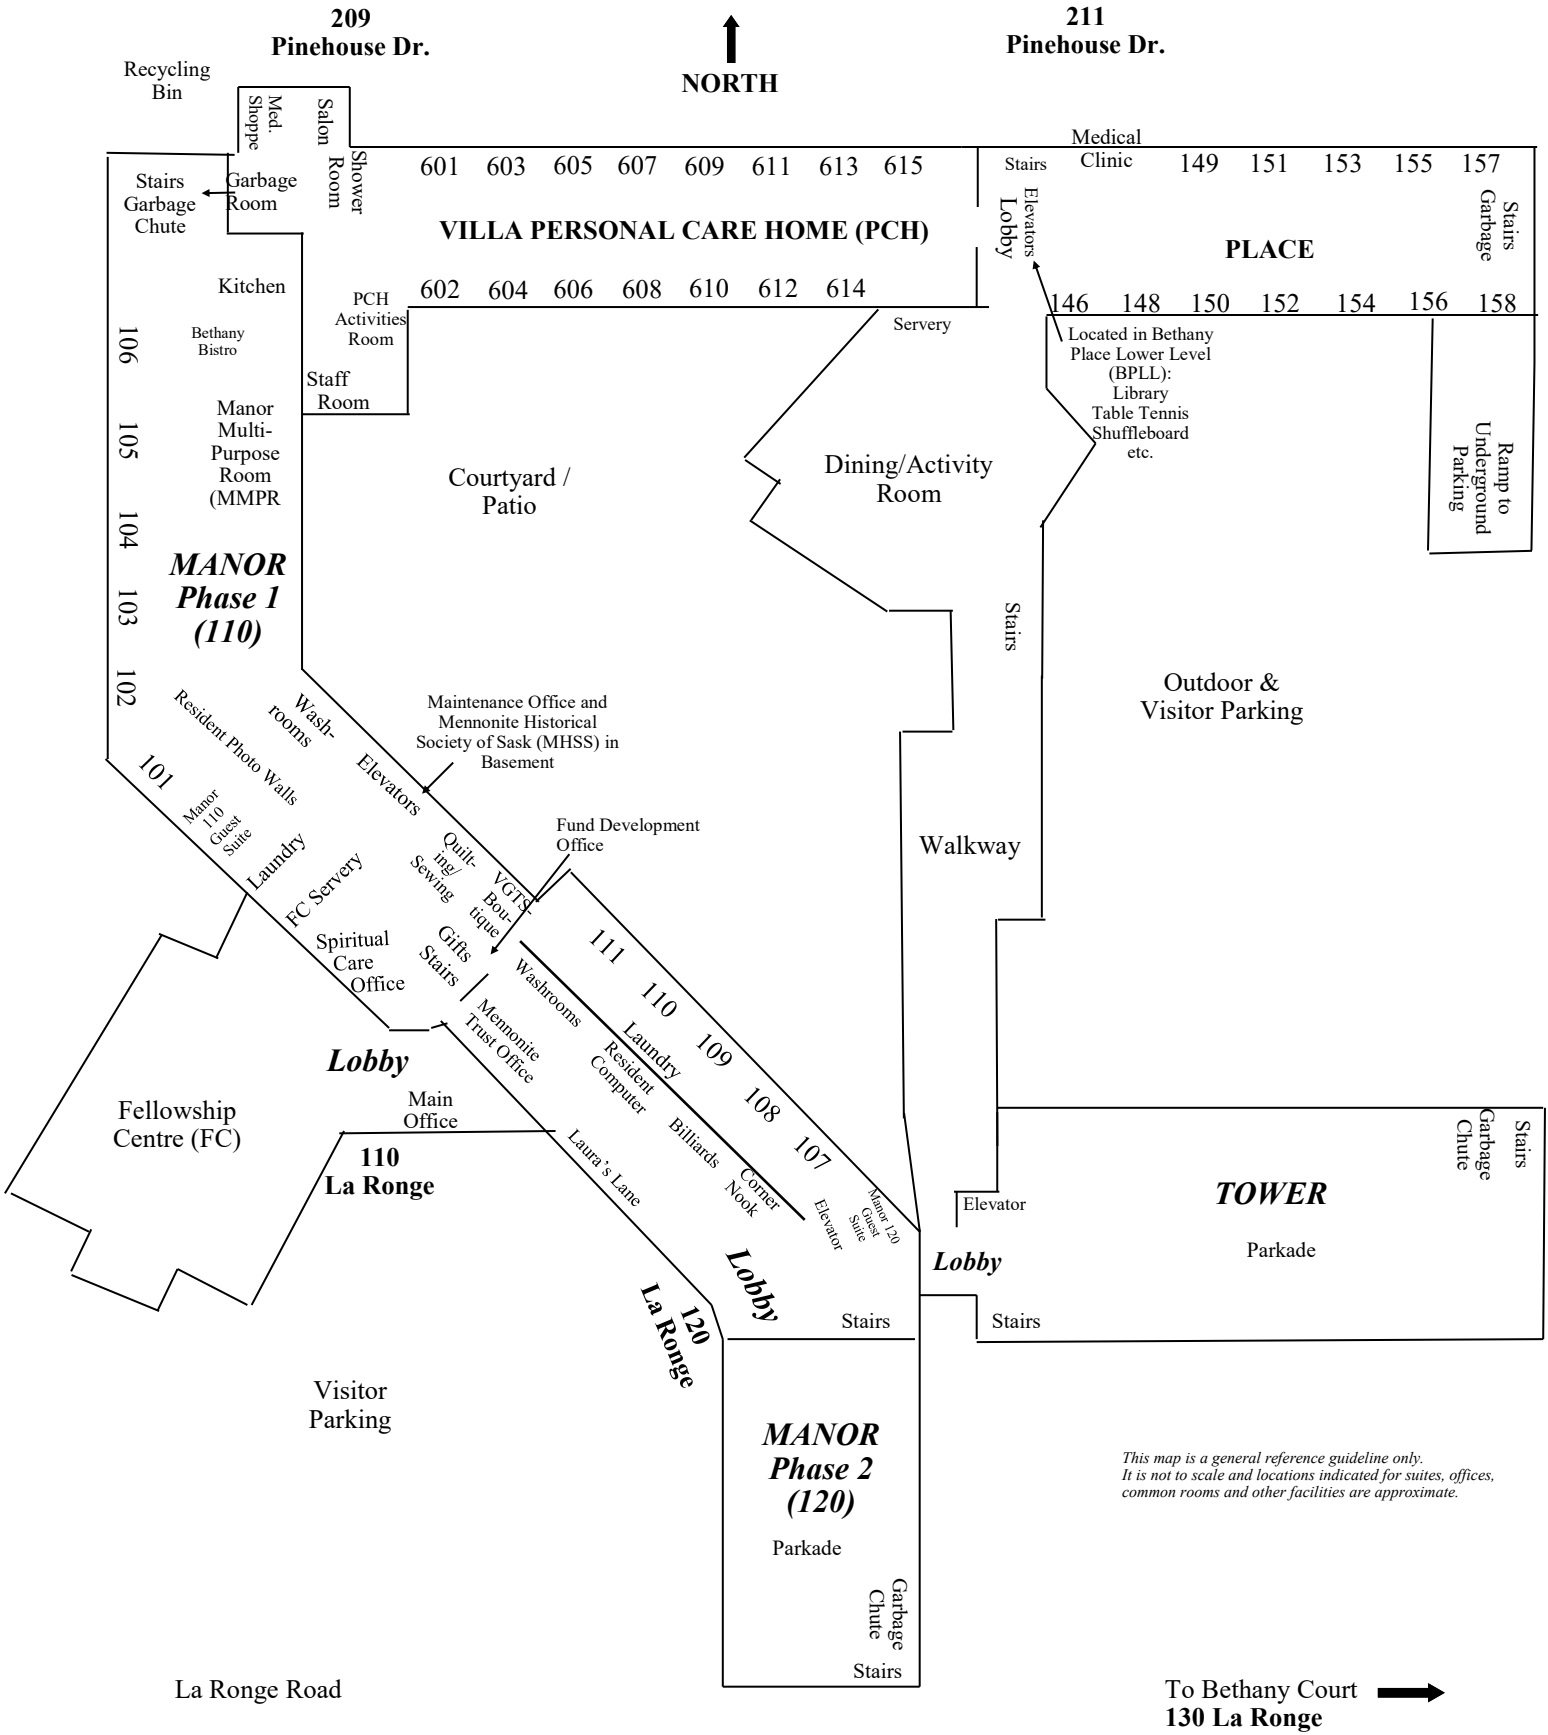 209
Pinehouse Dr.
NORTH
211
Pinehouse Dr.
Recycling
Bin
Med.
Shoppe
Salon
Shower
Room
Stairs
Garbage
Chute
Garbage
Room
601 603 605 607 609 611 613 615
VILLA PERSONAL CARE HOME (PCH)
602 604 606 608 610 612 614
Stairs
Elevators
Lobby
Medical
Clinic
149 151 153 155 157
Stairs
Garbage
PLACE
146 148 150 152 154 156 158
Kitchen
Bethany
Bistro
PCH
Activities
Room
Staff
Room
Manor
Multi-
Purpose
Room
(MMPR
106
105
104
103
102
101
MANOR
Phase 1
(110)
Courtyard /
Patio
Servery
Dining/Activity
Room
Located in Bethany
Place Lower Level
(BPLL):
Library
Table Tennis
Shuffleboard
etc.
Ramp to
Underground
Parking
Stairs
Outdoor &
Visitor Parking
Walkway
Wash-
rooms
Resident Photo Walls
Elevators
Maintenance Office and
Mennonite Historical
Society of Sask (MHSS) in
Basement
Manor
110
Guest
Suite
Laundry
FC Servery
Spiritual
Care
Office
Quilt-
ing/
Sewing
VGTS-
Bou-
tique
Gifts
Stairs
Fund Development
Office
111
110
109
108
107
Washrooms
Laundry
Resident
Computer
Billiards
Corner
Nook
Mennonite
Trust Office
Laura's Lane
Elevator
Manor 120
Guest
Suite
Lobby
Main
Office
Fellowship
Centre (FC)
110
La Ronge
Lobby
120
La Ronge
Stairs
Elevator
Lobby
Stairs
TOWER
Parkade
Garbage
Chute
Stairs
Visitor
Parking
MANOR
Phase 2
(120)
Parkade
Garbage
Chute
Stairs
This map is a general reference guideline only.
It is not to scale and locations indicated for suites, offices,
common rooms and other facilities are approximate.
La Ronge Road
To Bethany Court
130 La Ronge